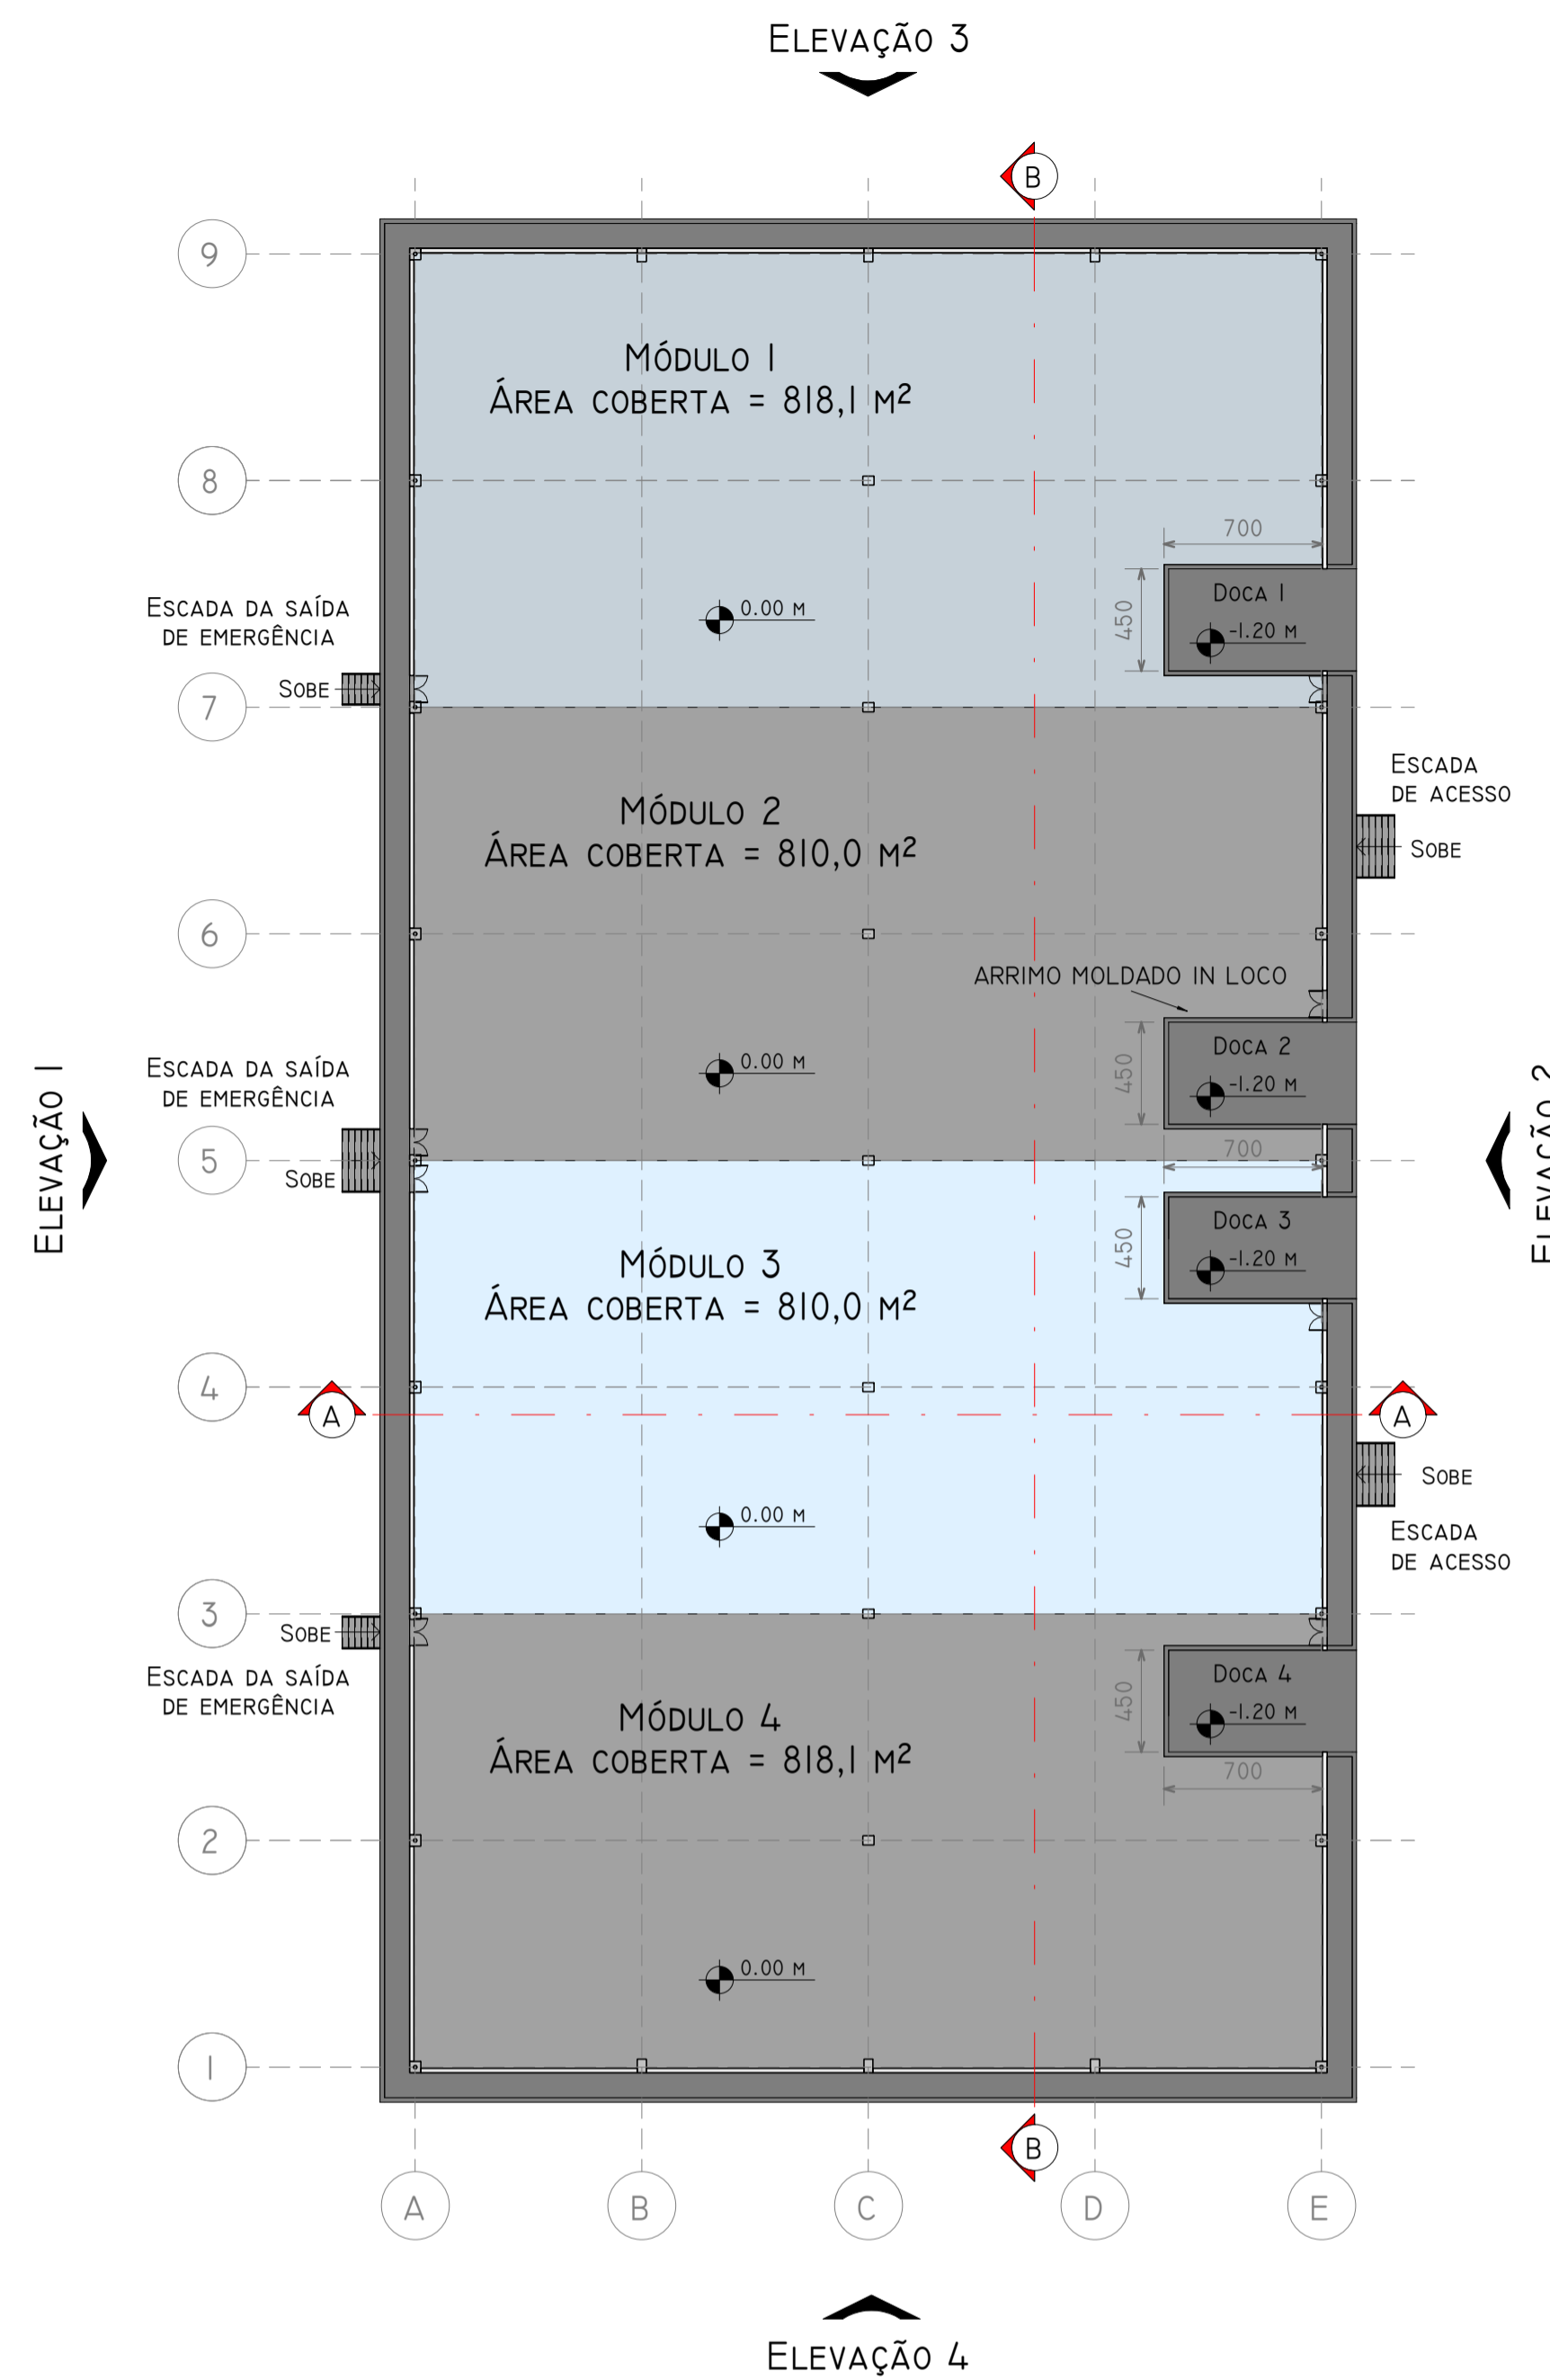 ELEVAÇÃO 3
B
9
MÓDULO 1
ÁREA COBERTA = 818,1 M²
8
700
ESCADA DA SAÍDA
DE EMERGÊNCIA
0.00 M
450
DOCA 1
-1.20 M
SOBE
7
ESCADA
DE ACESSO
MÓDULO 2
ÁREA COBERTA = 810,0 M²
SOBE
6
ARRIMO MOLDADO IN LOCO
ESCADA DA SAÍDA
DE EMERGÊNCIA
0.00 M
450
DOCA 2
-1.20 M
ELEVAÇÃO 1
ELEVAÇÃO 2
5
SOBE
700
450
DOCA 3
-1.20 M
MÓDULO 3
ÁREA COBERTA = 810,0 M²
4
A
A
SOBE
0.00 M
ESCADA
DE ACESSO
3
SOBE
ESCADA DA SAÍDA
DE EMERGÊNCIA
450
DOCA 4
-1.20 M
MÓDULO 4
ÁREA COBERTA = 818,1 M²
700
2
0.00 M
1
B
A
B
C
D
E
ELEVAÇÃO 4